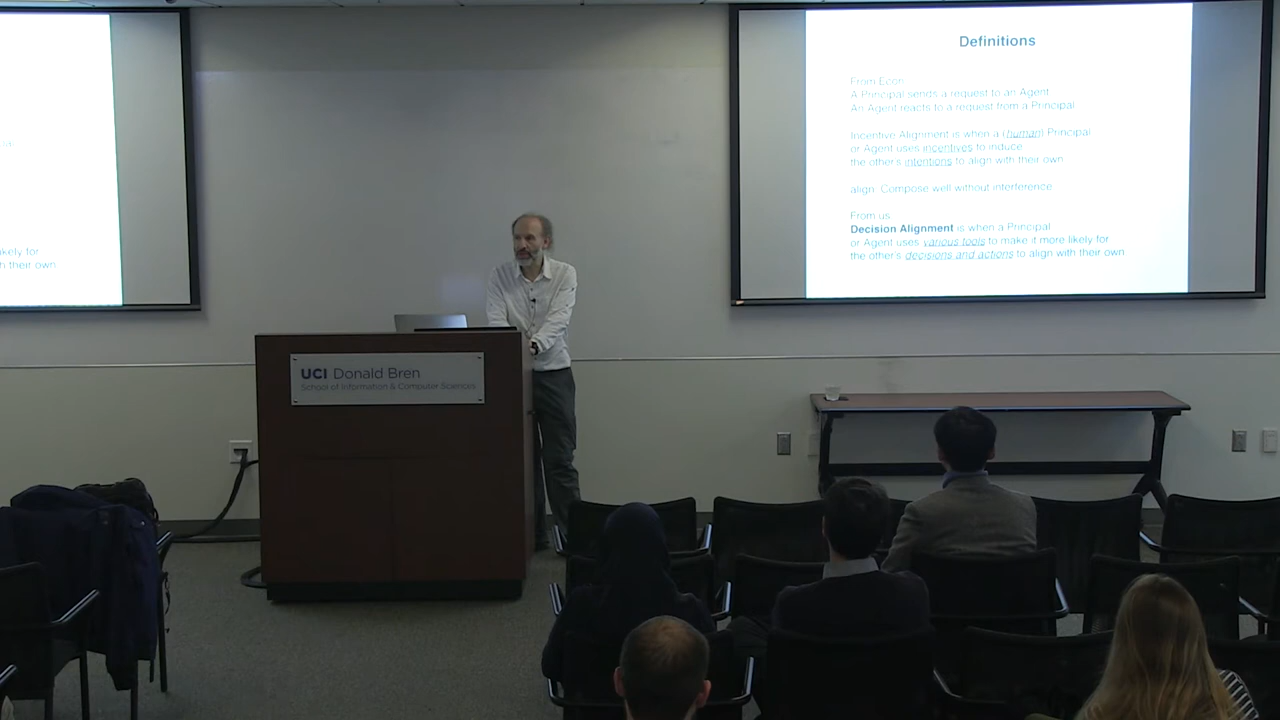 kely for
h their own
UCI Donald Bren
School of Information & Computer Sciences
Definitions
From Econ:
A Principal sends a request to an Agent
An Agent reacts to a request from a Principal
Incentive Alignment is when a (human) Principal
or Agent uses incentives to induce
the other's intentions to align with their own
align: Compose well without interference
From us:
Decision Alignment is when a Principal
or Agent uses various tools to make it more likely for
the other's decisions and actions to align with their own